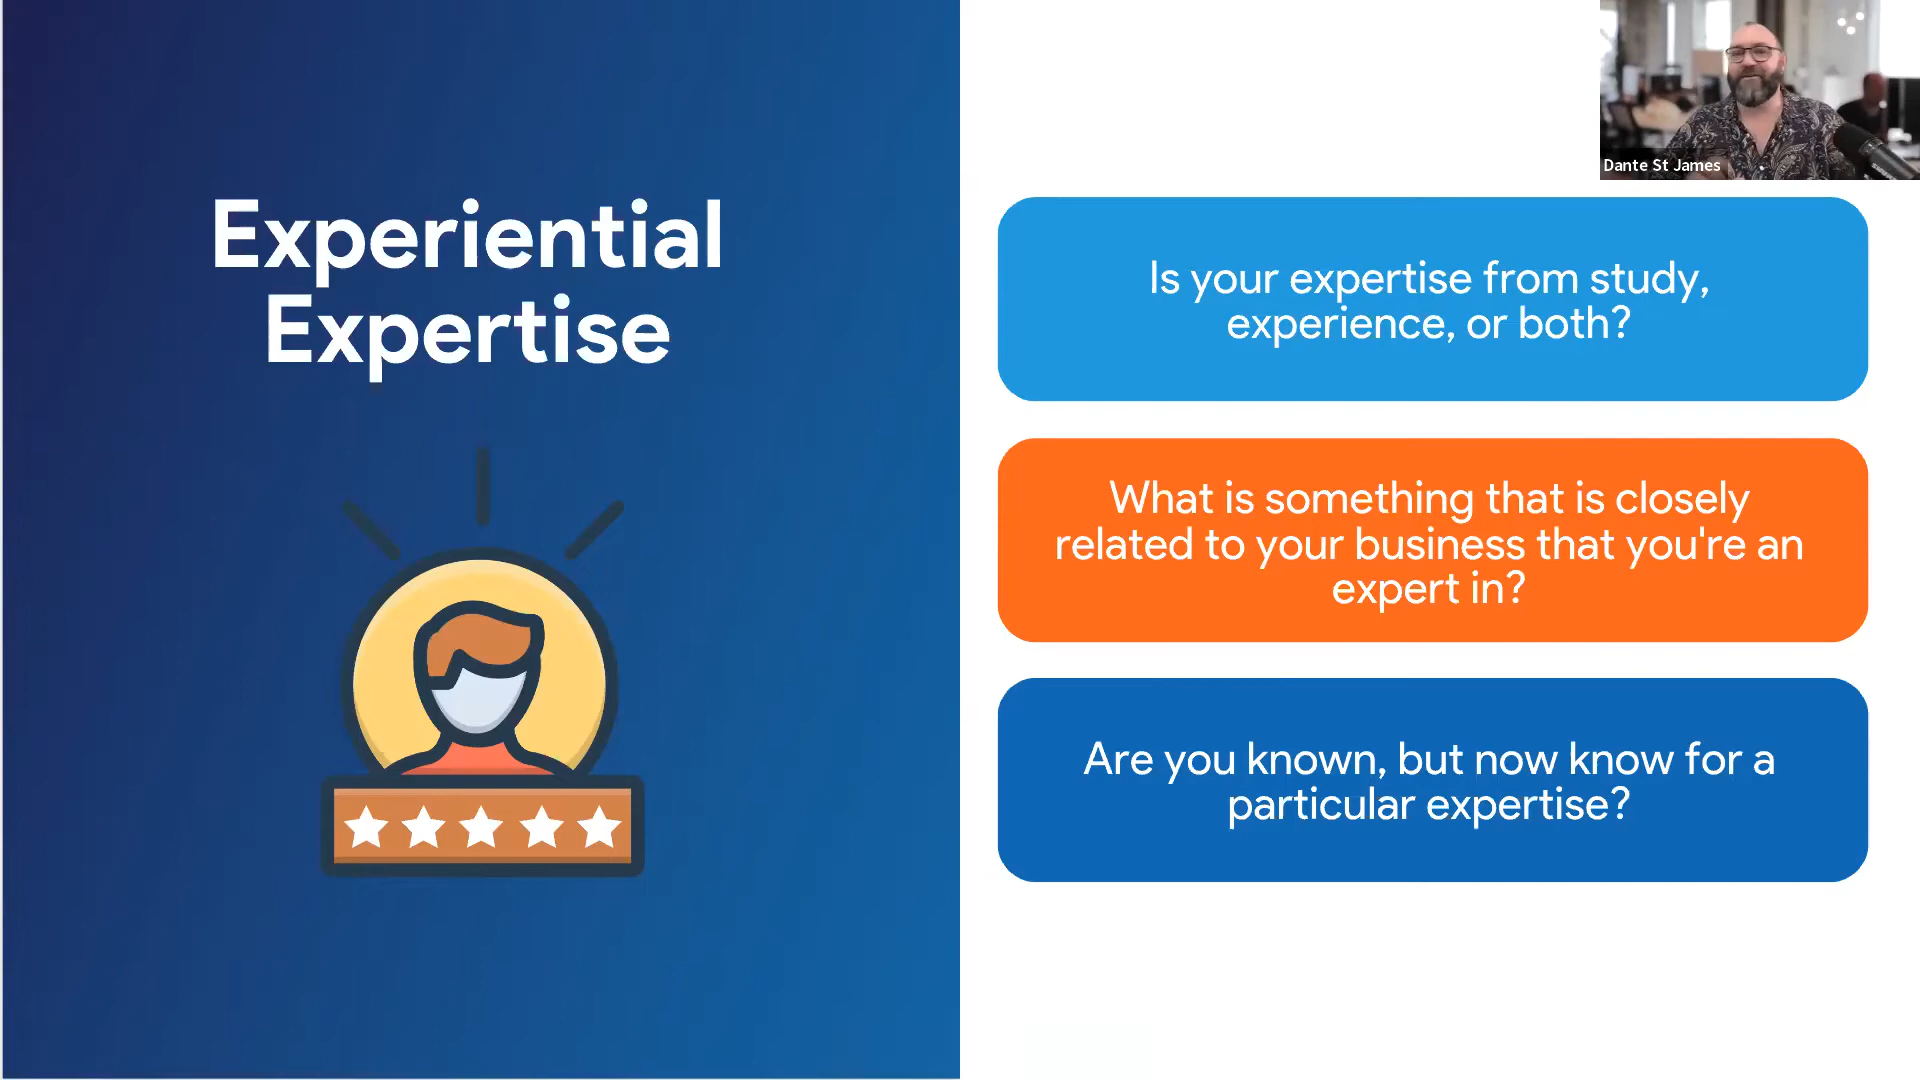 Experiential
Expertise
Dante St James
Is your expertise from study,
experience, or both?
What is something that is closely
related to your business that you're an
expert in?
Are you known, but now know for a
particular expertise?